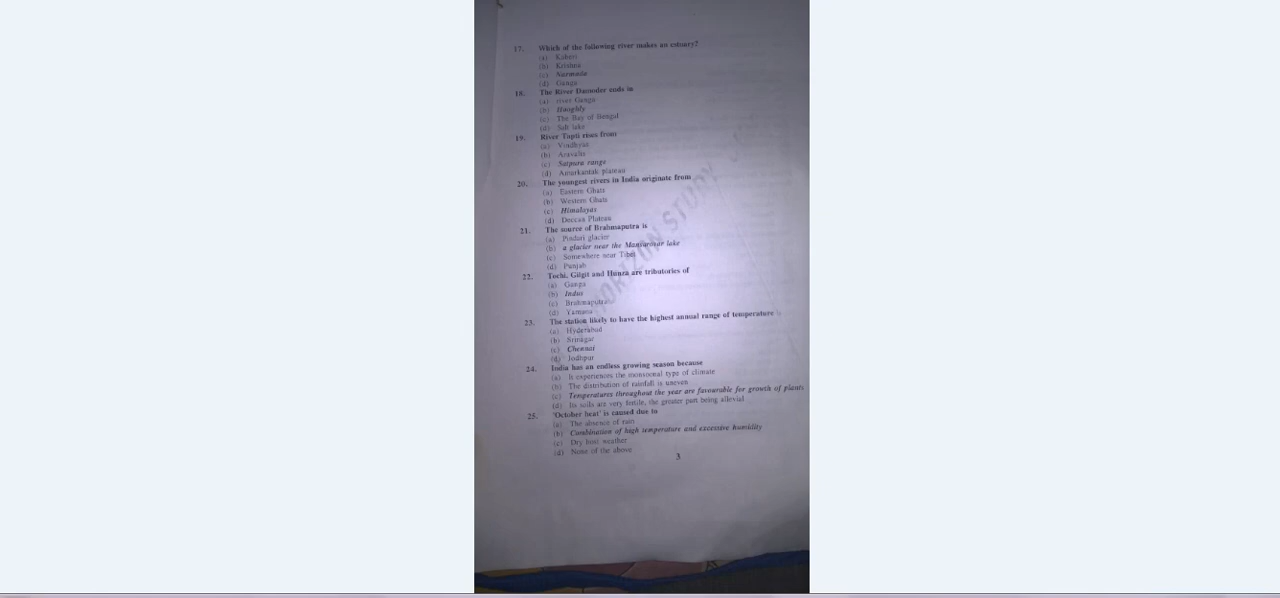 17. Which of the following river makes an estuary?
(a) Kaberi
(b) Krishna
(c) Narmada
(d) Ganga
18. The River Damoder ends in
(a) river Ganga
(b) Hooghly
(c) The Bay of Bengal
(d) Salt lake
19. River Tapti rises from
(a) Vindhyas
(b) Aravalis
(c) Satpura range
(d) Amarkantak plateau
20. The youngest rivers in India originate from
(a) Eastern Ghats
(b) Western Ghats
(c) Himalayas
(d) Deccan Plateau
21. The source of Brahmaputra is
(a) Pindari glacier
(b) a glacier near the Mansarovar lake
(c) Somewhere near Tibet
(d) Punjab
22. Tochi, Gilgit and Hunza are tributories of
(a) Ganga
(b) Indus
(c) Brahmaputra
(d) Yamuna
23. The station likely to have the highest annual range of temperature
(a) Hyderabad
(b) Srinagar
(c) Chennai
(d) Jodhpur
24. India has an endless growing season because
(a) It experiences the monsoonal type of climate
(b) The distribution of rainfall is uneven
(c) Temperatures throughout the year are favourable for growth of plants
(d) Its soils are very fertile, the greater part being allevial
25. 'October heat' is caused due to
(a) The absence of rain
(b) Combination of high temperature and excessive humidity
(c) Dry heat weather
(d) None of the above
3
HORIZON STUDY